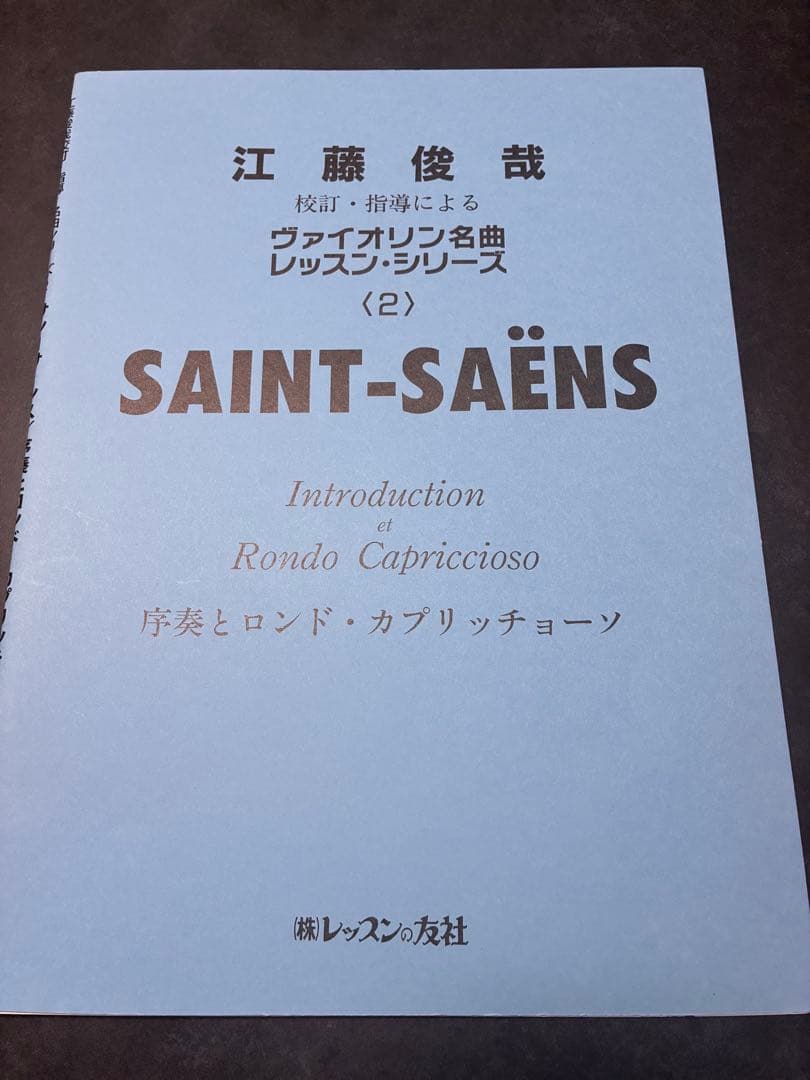 江藤俊哉
校訂・指導による
ヴァイオリン名曲
レッスン・シリーズ
〈2〉
SAINT-SAËNS
Introduction
et
Rondo Capriccioso
序奏とロンド・カプリッチョーソ
(株)レッスンの友社